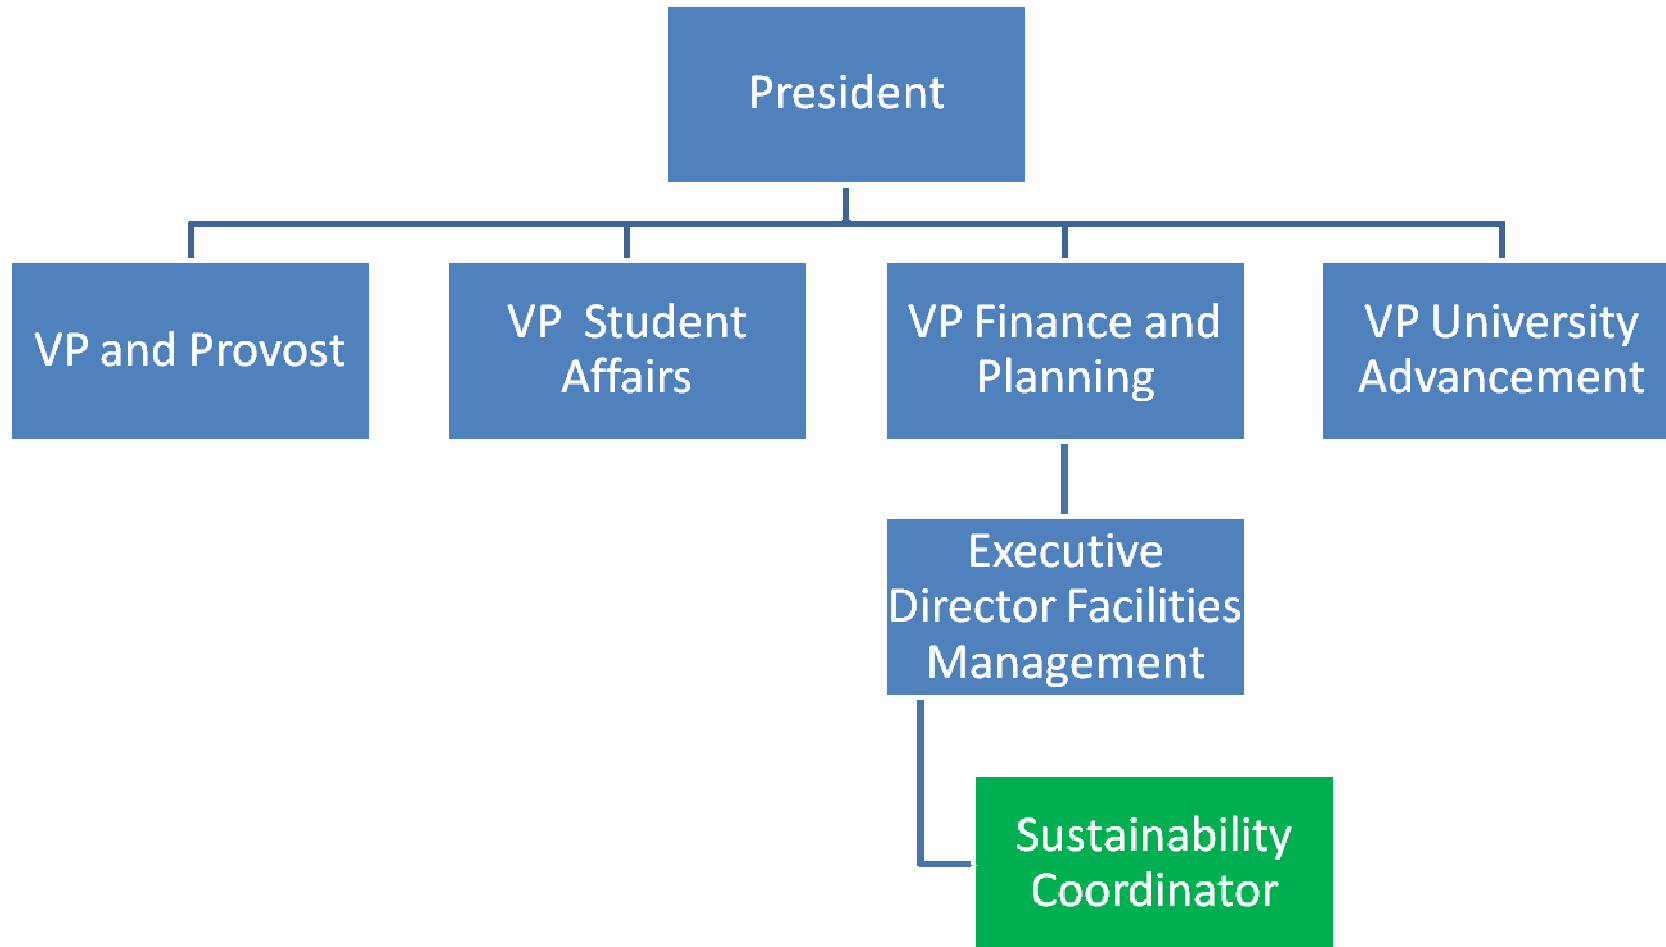 President
VP and Provost
VP  Student
Affairs
VP Finance and
Planning
VP University
Advancement
Executive
Director Facilities
Management
Sustainability
Coordinator